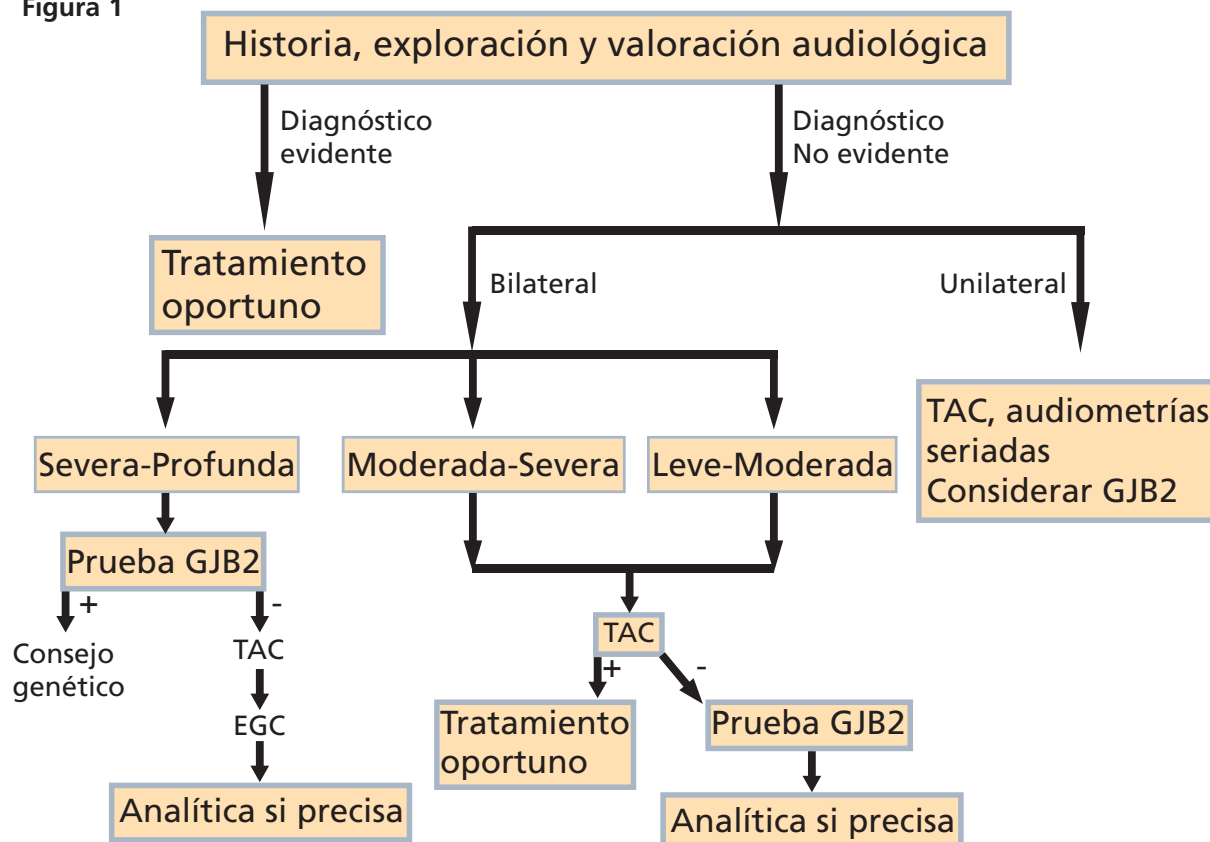 Figura 1
Historia, exploración y valoración audiológica
Diagnóstico
evidente
Diagnóstico
No evidente
Tratamiento
oportuno
Bilateral
Unilateral
TAC, audiometrías
seriadas
Considerar GJB2
Severa-Profunda
Moderada-Severa
Leve-Moderada
Prueba GJB2
+
-
Consejo
genético
TAC
EGC
Analítica si precisa
TAC
+
-
Tratamiento
oportuno
Prueba GJB2
Analítica si precisa